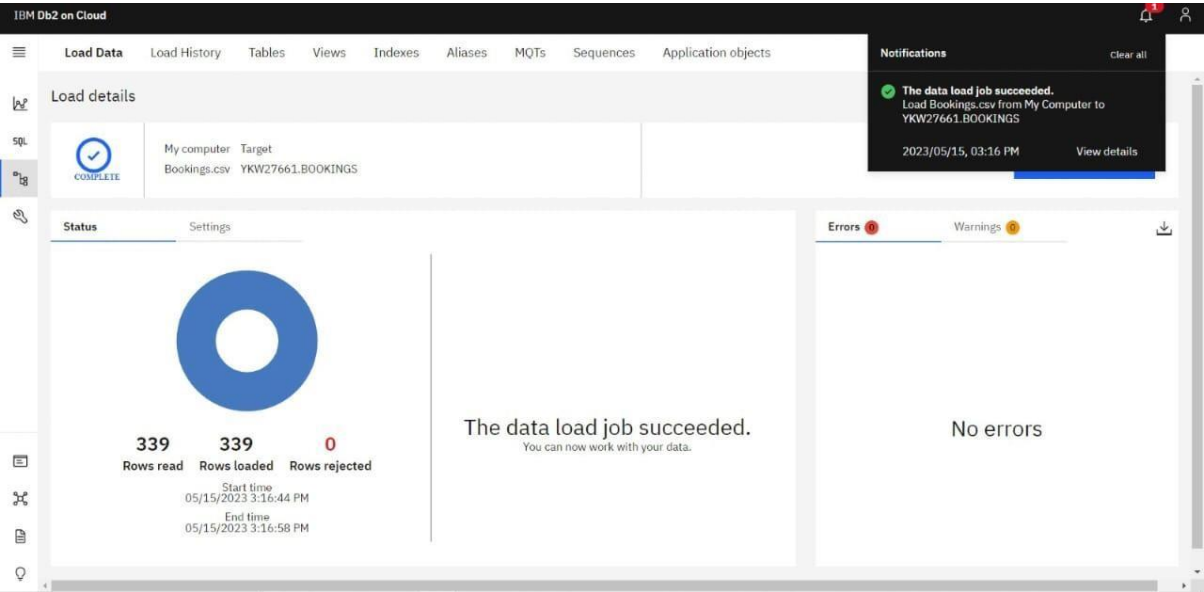 IBM Db2 on Cloud
1
Load Data Load History Tables Views Indexes Aliases MQTs Sequences Application objects
Notifications Clear all
The data load job succeeded.
Load Bookings.csv from My Computer to
YKW27661.BOOKINGS
2023/05/15, 03:16 PM View details
Load details
SQL
COMPLETE
My computer Target
Bookings.csv YKW27661.BOOKINGS
Status Settings
Errors 0 Warnings 0
339 339 0
Rows read Rows loaded Rows rejected
Start time
05/15/2023 3:16:44 PM
End time
05/15/2023 3:16:58 PM
The data load job succeeded.
You can now work with your data.
No errors